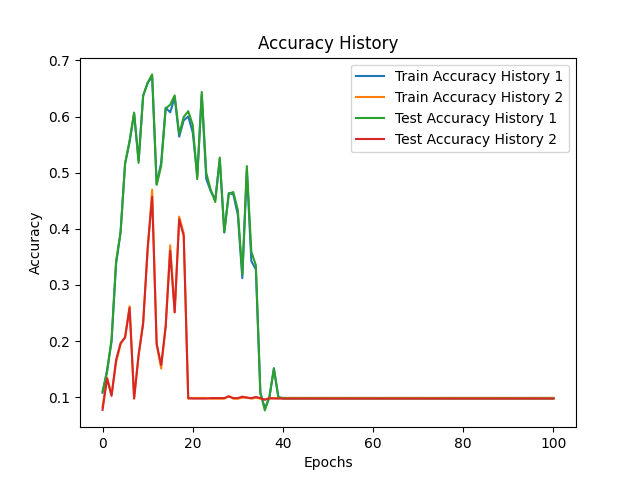 Accuracy History
Train Accuracy History 1
Train Accuracy History 2
Test Accuracy History 1
Test Accuracy History 2
Accuracy
0.7
0.6
0.5
0.4
0.3
0.2
0.1
0 20 40 60 80 100
Epochs